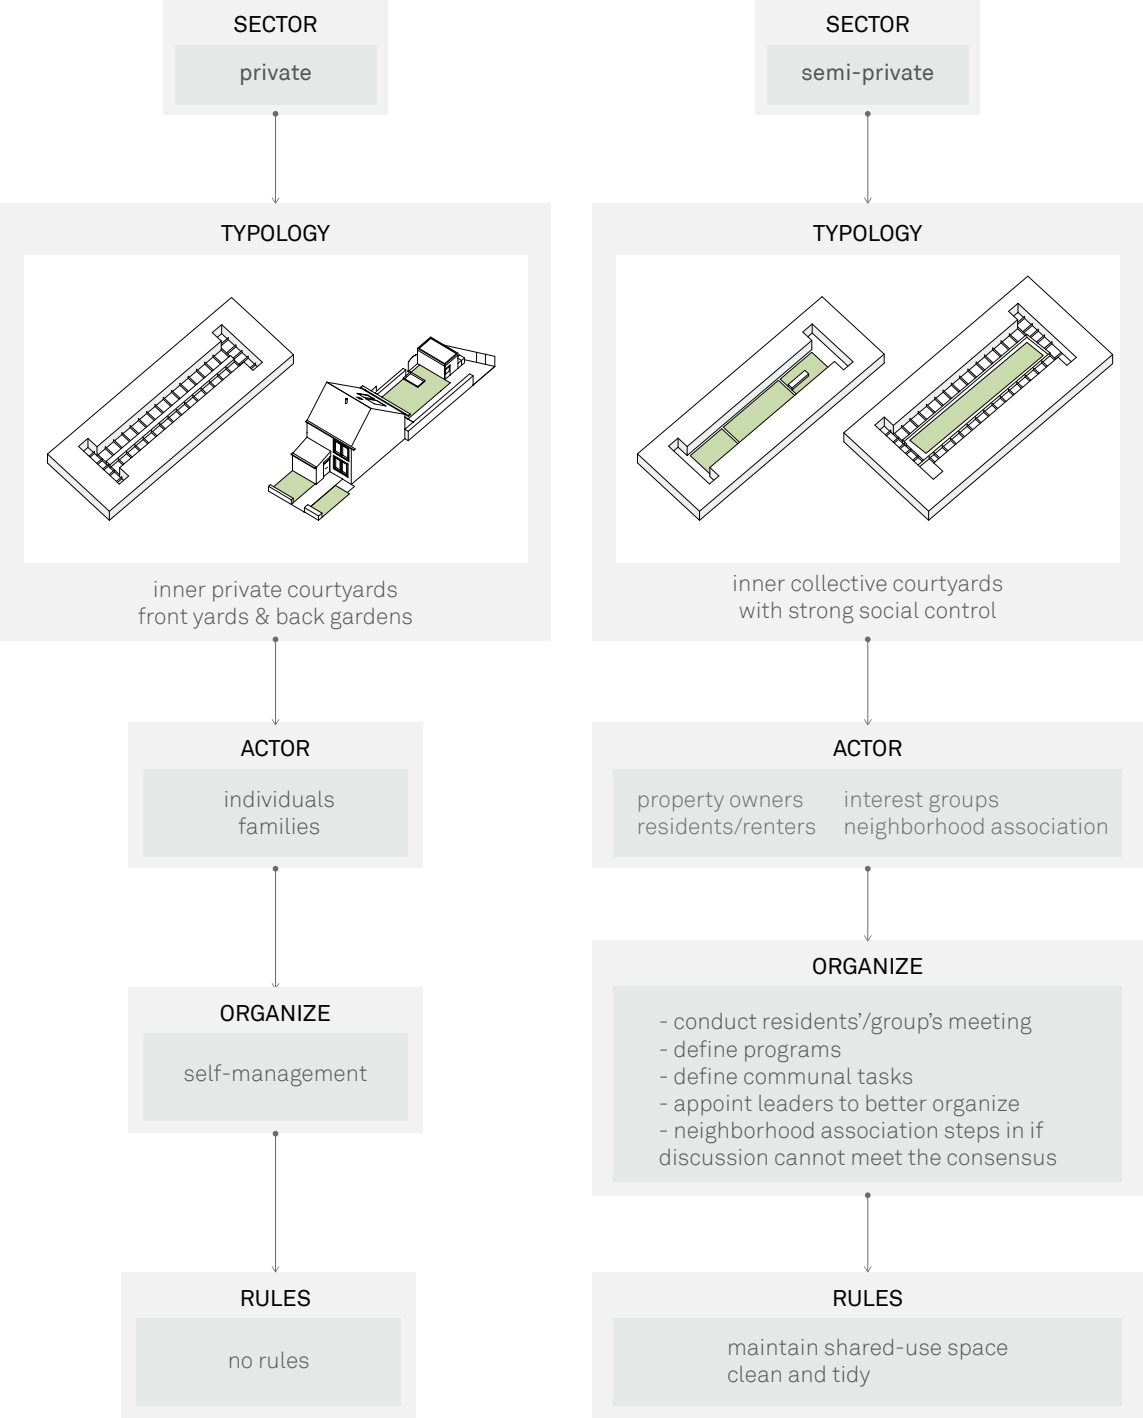 SECTOR
private
TYPOLOGY
inner private courtyards
front yards & back gardens
ACTOR
individuals
families
ORGANIZE
self-management
RULES
no rules
SECTOR
semi-private
TYPOLOGY
inner collective courtyards
with strong social control
ACTOR
property owners
residents/renters
interest groups
neighborhood association
ORGANIZE
- conduct residents’/group’s meeting
- define programs
- define communal tasks
- appoint leaders to better organize
- neighborhood association steps in if
discussion cannot meet the consensus
RULES
maintain shared-use space
clean and tidy